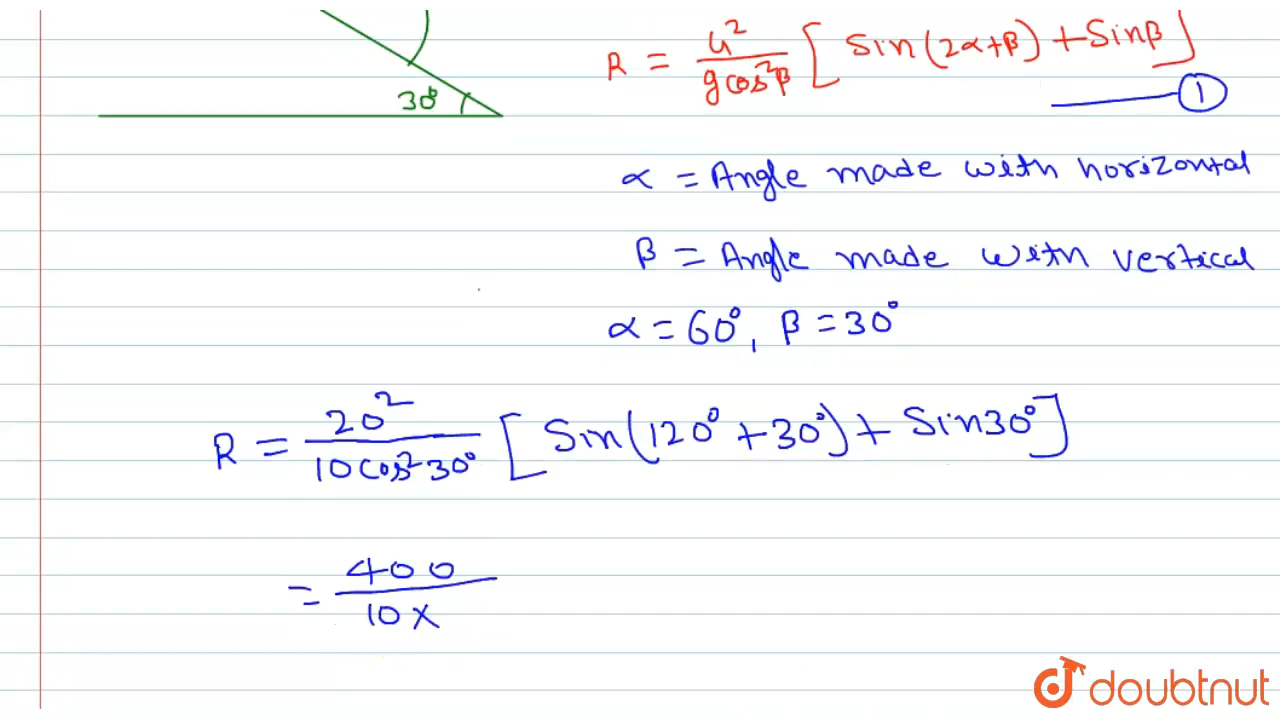 R = u²/(g cos²β) [Sin(2α+β) + Sinβ]
30°
①
α = Angle made with horizontal
β = Angle made with vertical
α = 60°, β = 30°
R = 20²/(10 cos² 30°) [Sin(120° + 30°) + Sin30°]
= 400/(10 ×
doubtnut